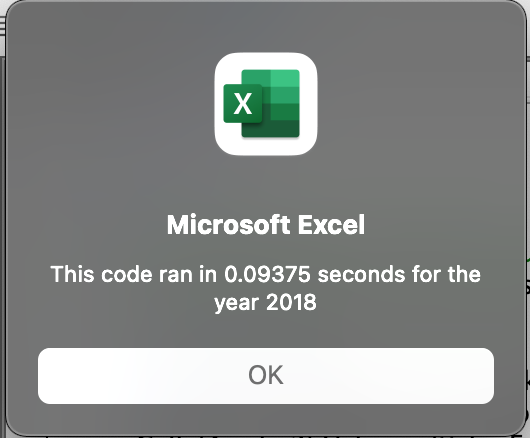 X
Microsoft Excel
This code ran in 0.09375 seconds for the
year 2018
OK